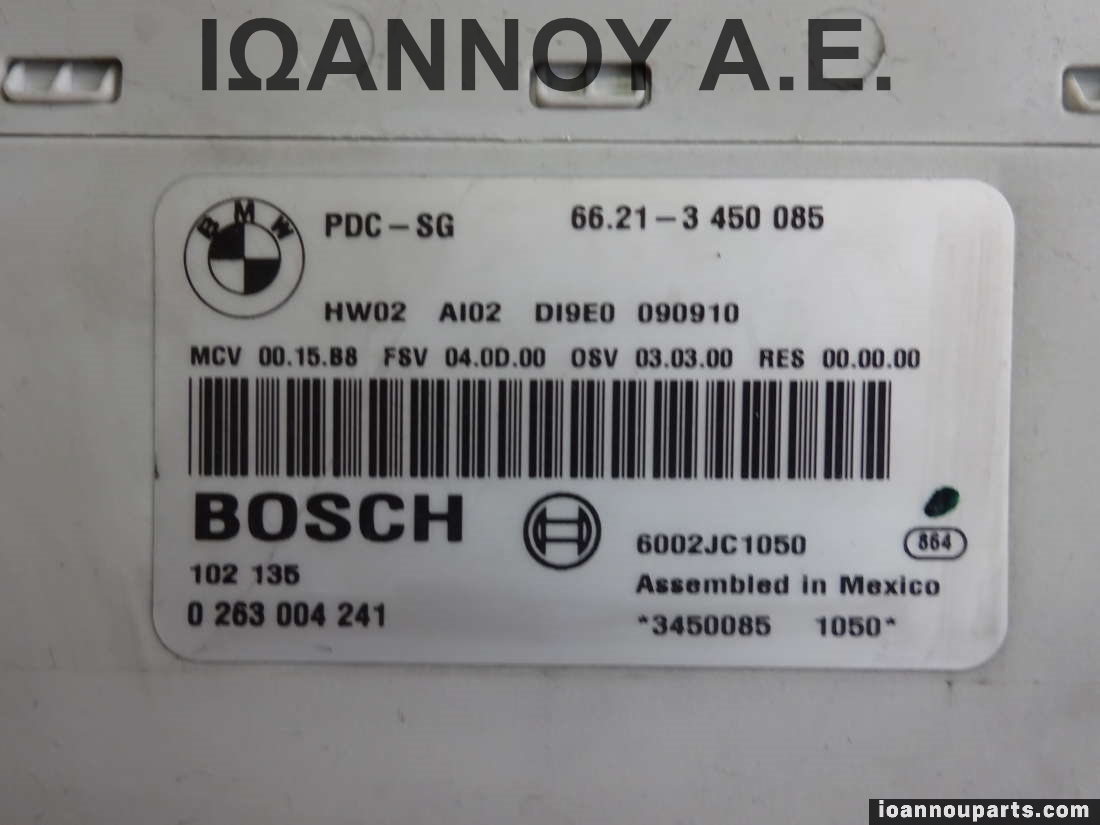 ΙΩΑΝΝΟΥ Α.Ε.
BMW
PDC-SG 66.21-3 450 085
HW02 AI02 DI9E0 090910
MCV 00.15.B8 FSV 04.0D.00 OSV 03.03.00 RES 00.00.00
BOSCH
6002JC1050 864
102 135
Assembled in Mexico
0 263 004 241
*3450085 1050*
ioannouparts.com